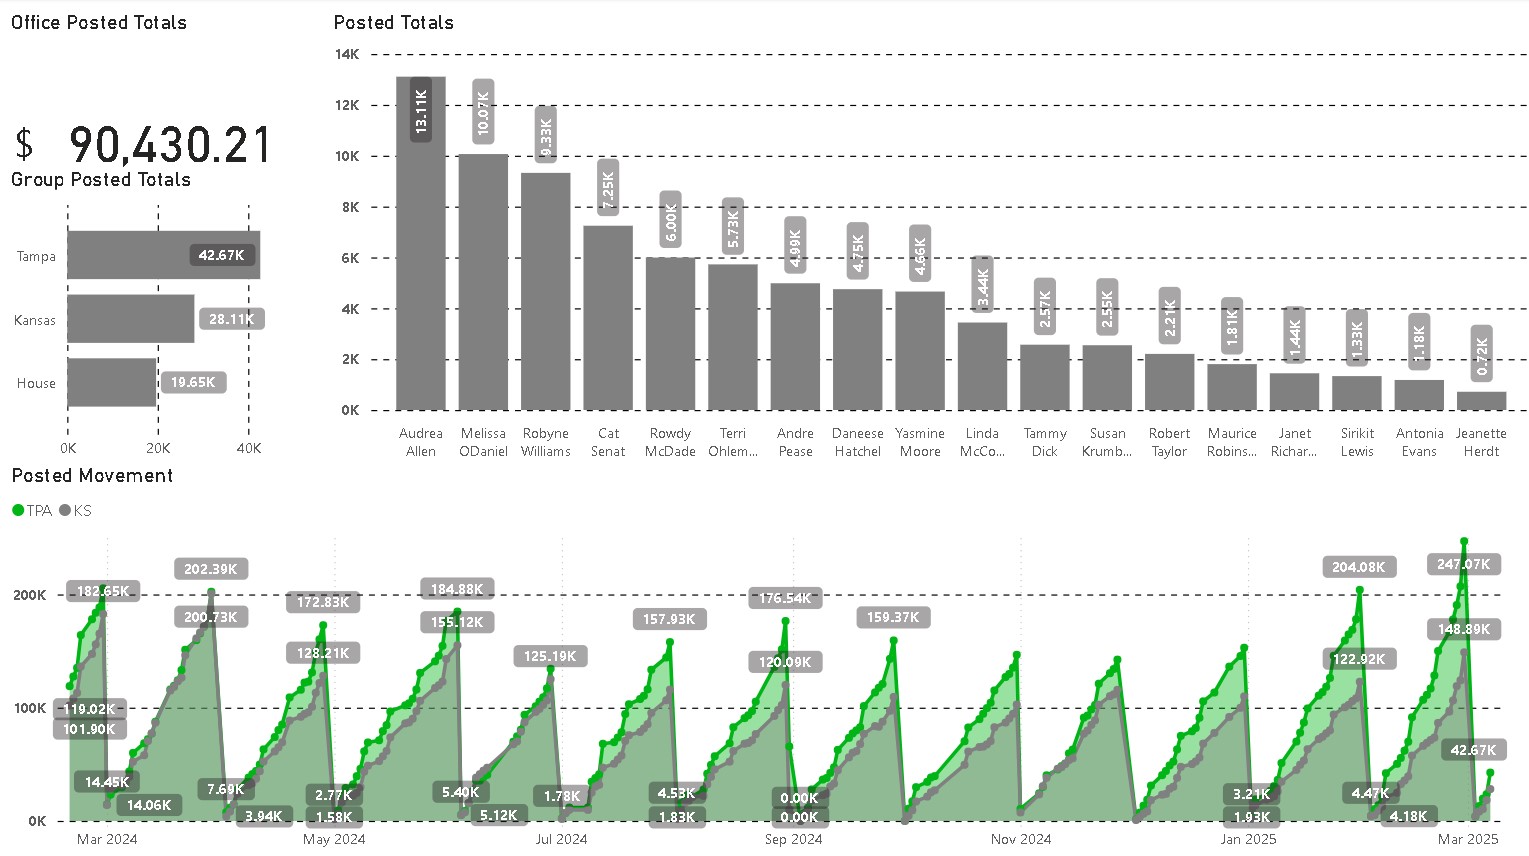 Office Posted Totals
$ 90,430.21
Group Posted Totals
Tampa 42.67K
Kansas 28.11K
House 19.65K
0K 20K 40K
Posted Totals
14K
12K
10K
8K
6K
4K
2K
0K
13.11K 10.07K 9.33K 7.25K 6.00K 5.73K 4.99K 4.75K 4.66K 3.44K 2.57K 2.55K 2.21K 1.81K 1.44K 1.33K 1.18K 0.72K
Audrea Allen
Melissa ODaniel
Robyne Williams
Cat Senat
Rowdy McDade
Terri Ohlem...
Andre Pease
Daneese Hatchel
Yasmine Moore
Linda McCo...
Tammy Dick
Susan Krumb...
Robert Taylor
Maurice Robins...
Janet Richar...
Sirikit Lewis
Antonia Evans
Jeanette Herdt
Posted Movement
TPA KS
200K
100K
0K
182.65K
119.02K
101.90K
14.45K
14.06K
202.39K
200.73K
7.69K
3.94K
172.83K
128.21K
2.77K
1.58K
184.88K
155.12K
5.40K
5.12K
125.19K
1.78K
157.93K
4.53K
1.83K
176.54K
120.09K
0.00K
0.00K
159.37K
3.21K
1.93K
204.08K
122.92K
4.47K
4.18K
247.07K
148.89K
42.67K
Mar 2024 May 2024 Jul 2024 Sep 2024 Nov 2024 Jan 2025 Mar 2025